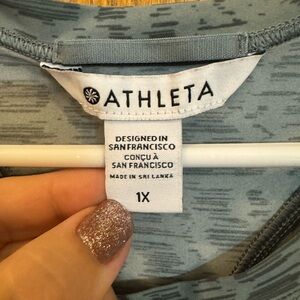 ATHLETA
DESIGNED IN
SAN FRANCISCO
CONÇU À
SAN FRANCISCO
MADE IN SRI LANKA
1X